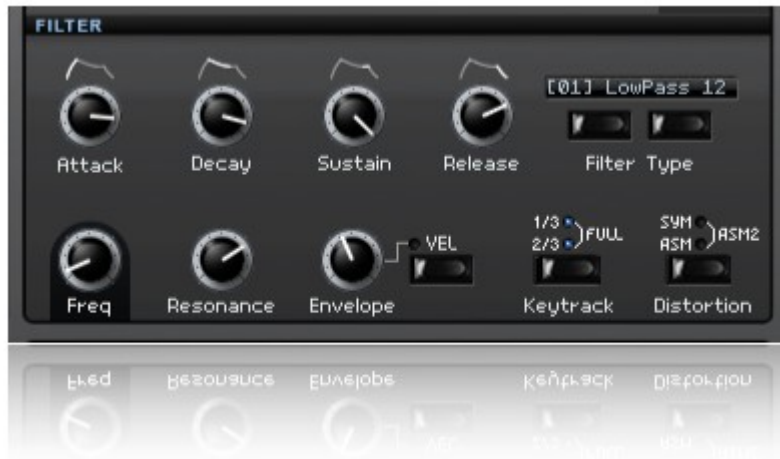 FILTER
[01] LowPass 12
Attack Decay Sustain Release Filter Type
1/3 FULL SYM ASM2
VEL 2/3 ASM
Freq Resonance Envelope Keytrack Distortion